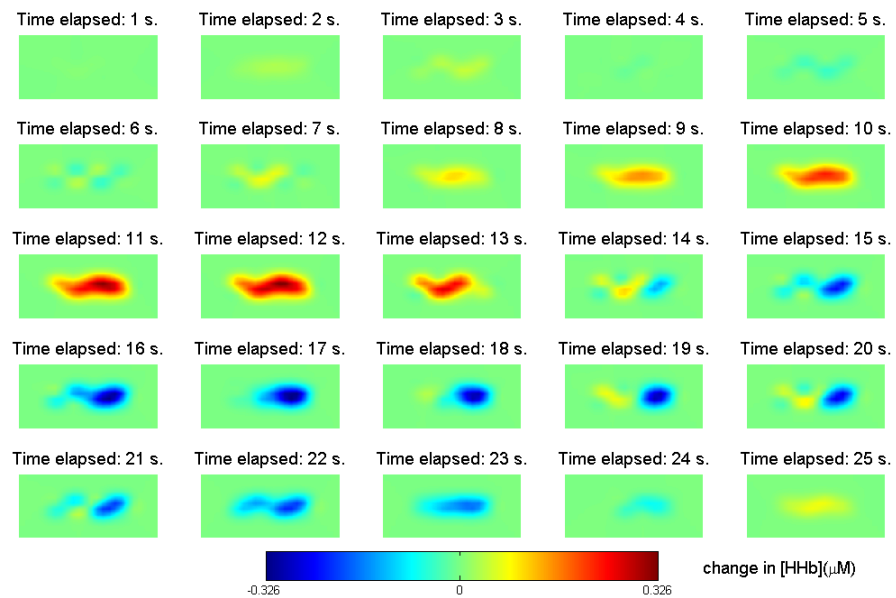 Time elapsed: 1 s. Time elapsed: 2 s. Time elapsed: 3 s. Time elapsed: 4 s. Time elapsed: 5 s.
Time elapsed: 6 s. Time elapsed: 7 s. Time elapsed: 8 s. Time elapsed: 9 s. Time elapsed: 10 s.
Time elapsed: 11 s. Time elapsed: 12 s. Time elapsed: 13 s. Time elapsed: 14 s. Time elapsed: 15 s.
Time elapsed: 16 s. Time elapsed: 17 s. Time elapsed: 18 s. Time elapsed: 19 s. Time elapsed: 20 s.
Time elapsed: 21 s. Time elapsed: 22 s. Time elapsed: 23 s. Time elapsed: 24 s. Time elapsed: 25 s.
change in [HHb](μM)
-0.326 0 0.326